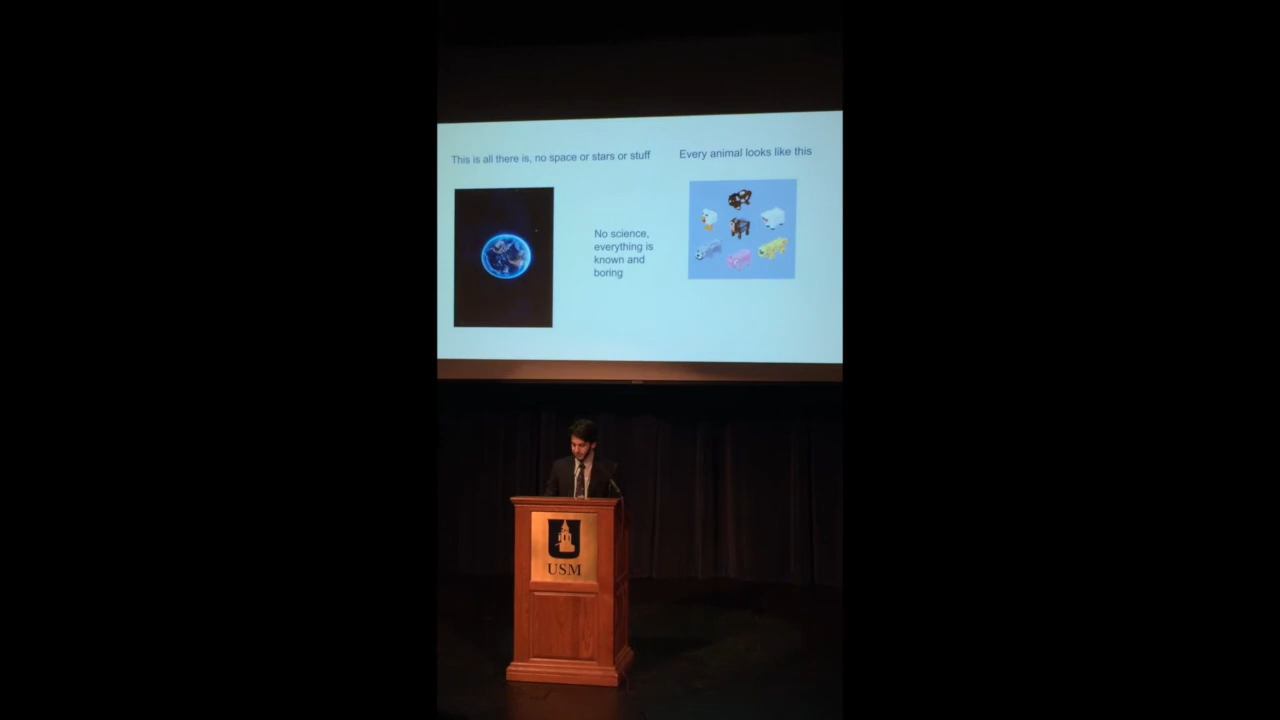 This is all there is, no space or stars or stuff
Every animal looks like this
No science,
everything is
known and
boring
USM